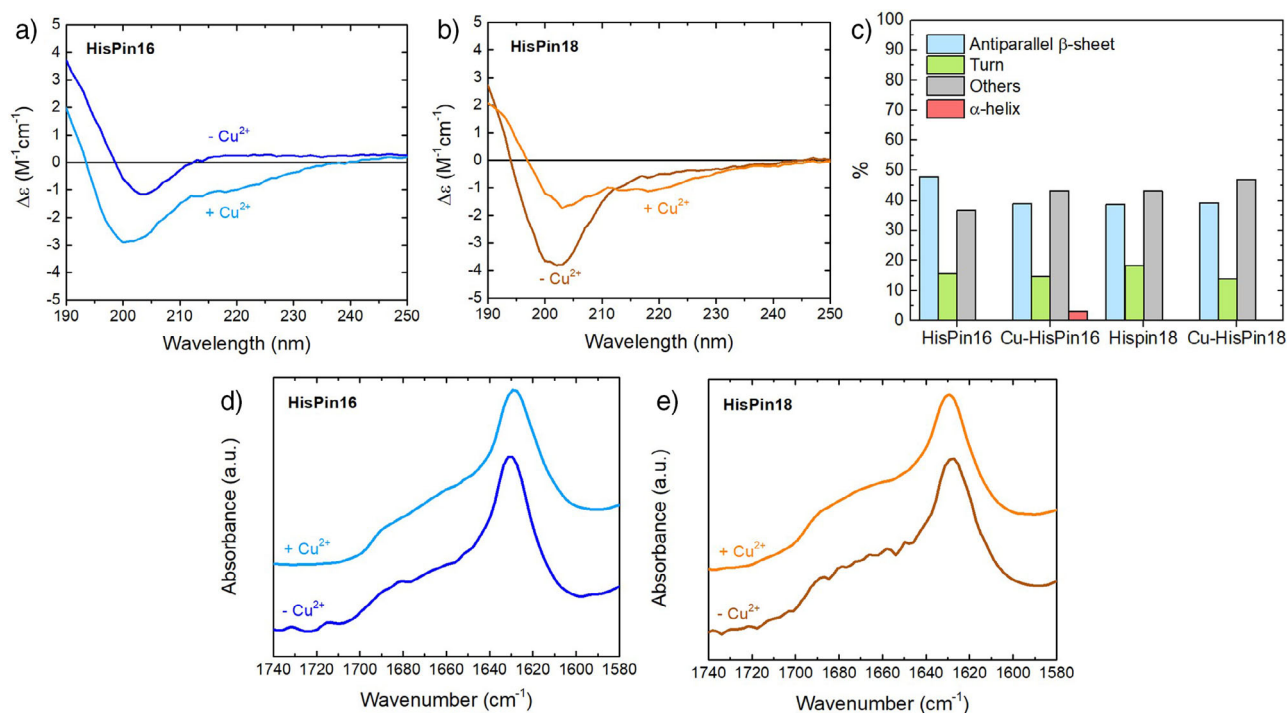 a)
HisPin16
5
4
3
2
1
0
-1
-2
-3
-4
-5
Δε (M⁻¹cm⁻¹)
- Cu²⁺
+ Cu²⁺
190 200 210 220 230 240 250
Wavelength (nm)
b)
HisPin18
5
4
3
2
1
0
-1
-2
-3
-4
-5
Δε (M⁻¹cm⁻¹)
+ Cu²⁺
- Cu²⁺
190 200 210 220 230 240 250
Wavelength (nm)
c)
100
90
80
70
60
50
40
30
20
10
0
%
Antiparallel β-sheet
Turn
Others
α-helix
HisPin16 Cu-HisPin16 Hispin18 Cu-HisPin18
d)
HisPin16
Absorbance (a.u.)
+ Cu²⁺
- Cu²⁺
1740 1720 1700 1680 1660 1640 1620 1600 1580
Wavenumber (cm⁻¹)
e)
HisPin18
Absorbance (a.u.)
+ Cu²⁺
- Cu²⁺
1740 1720 1700 1680 1660 1640 1620 1600 1580
Wavenumber (cm⁻¹)